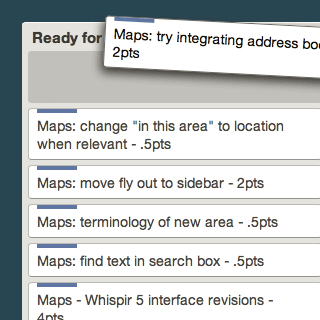 Ready for
Maps: try integrating address
2pts
Maps: change "in this area" to location
when relevant - .5pts
Maps: move fly out to sidebar - 2pts
Maps: terminology of new area - .5pts
Maps: find text in search box - .5pts
Maps - Whispir 5 interface revisions -
4pts